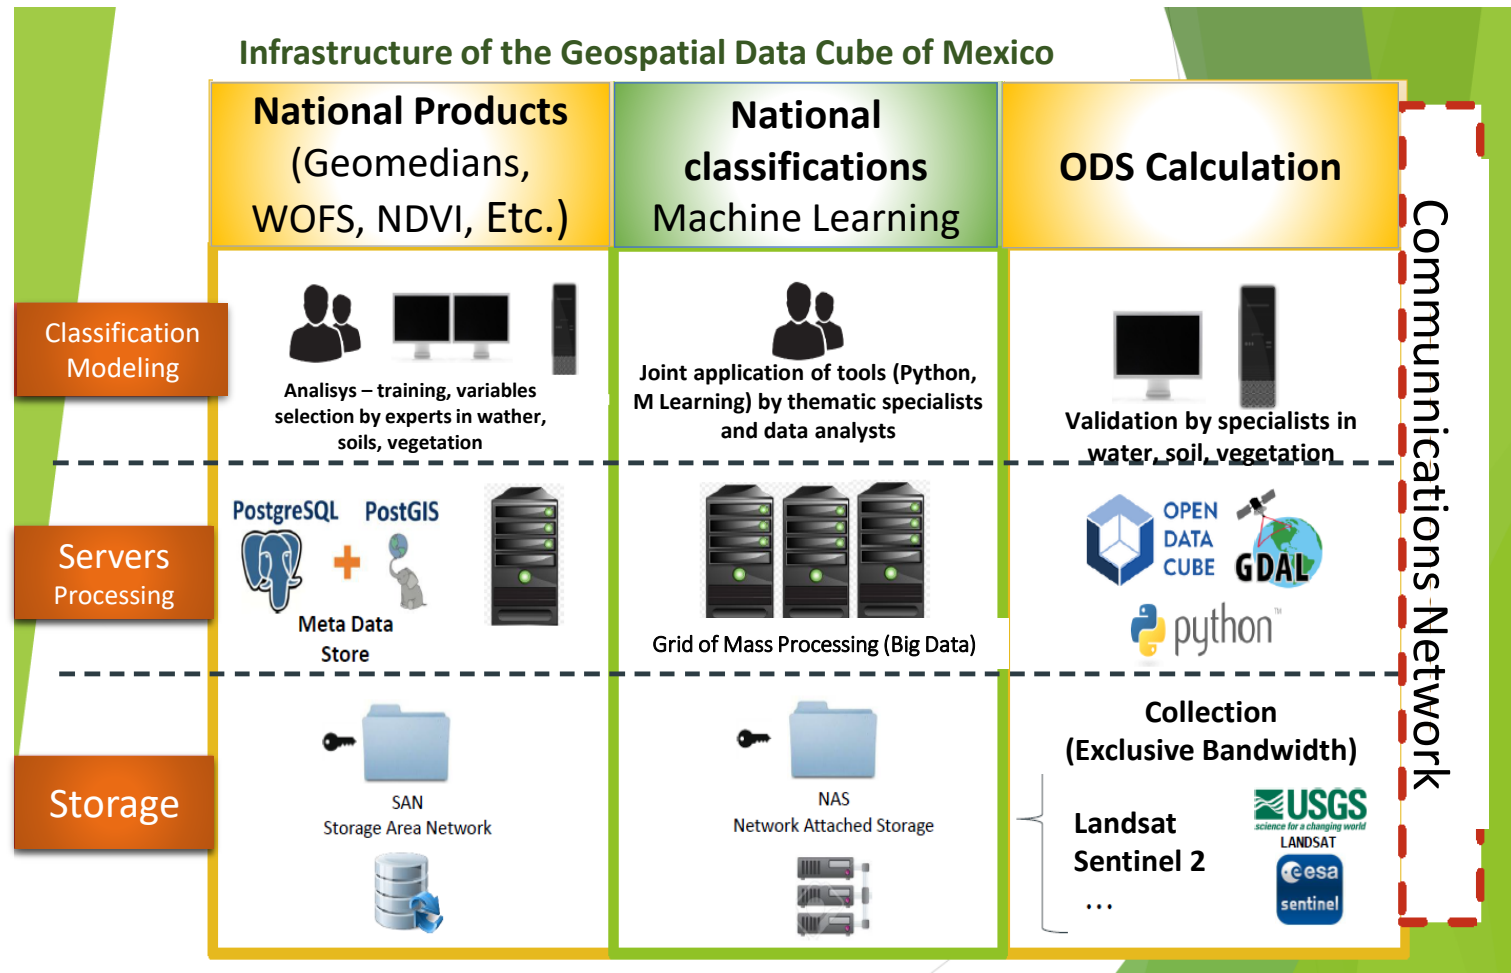 Infrastructure of the Geospatial Data Cube of Mexico
National Products
(Geomedians,
WOFS, NDVI, Etc.)
National
classifications
Machine Learning
ODS Calculation
Communications Network
Classification
Modeling
Analisys – training, variables
selection by experts in wather,
soils, vegetation
Joint application of tools (Python,
M Learning) by thematic specialists
and data analysts
Validation by specialists in
water, soil, vegetation
Servers
Processing
PostgreSQL
PostGIS
Meta Data
Store
Grid of Mass Processing (Big Data)
OPEN
DATA
CUBE
GDAL
python™
Storage
SAN
Storage Area Network
NAS
Network Attached Storage
Collection
(Exclusive Bandwidth)
Landsat
Sentinel 2
...
USGS
science for a changing world
LANDSAT
esa
sentinel